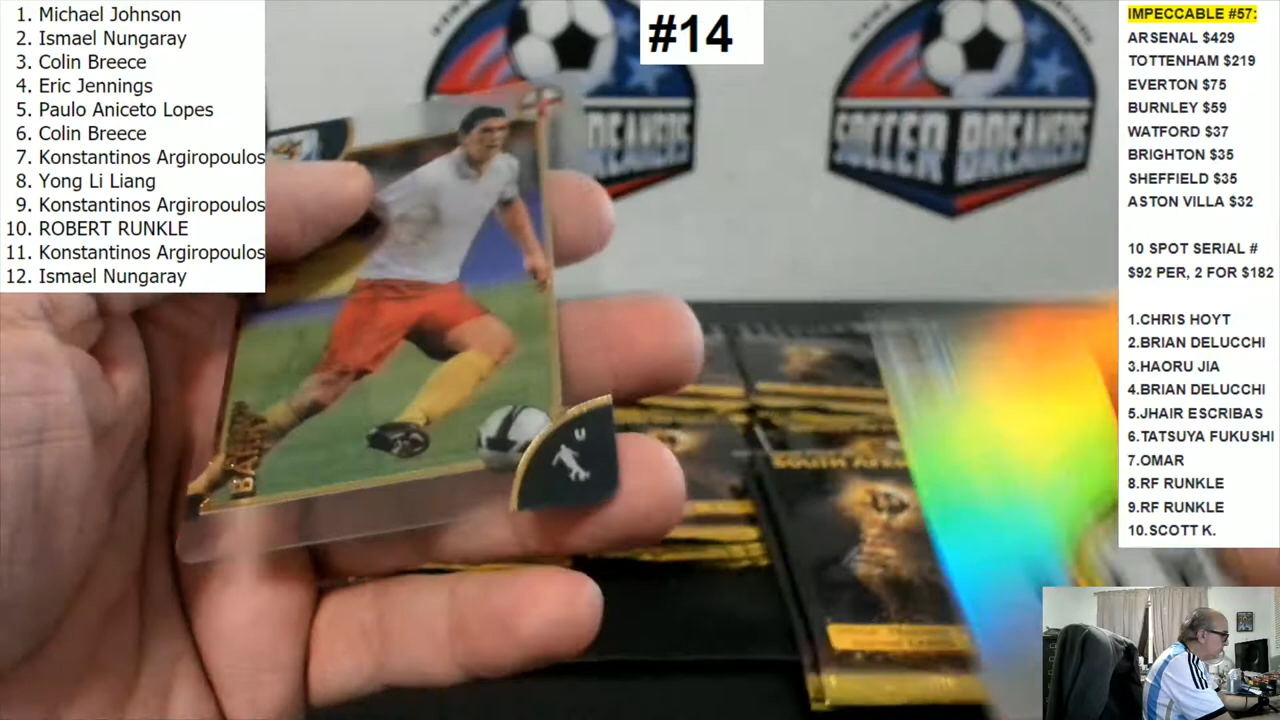 1. Michael Johnson
2. Ismael Nungaray
3. Colin Breece
4. Eric Jennings
5. Paulo Aniceto Lopes
6. Colin Breece
7. Konstantinos Argiropoulos
8. Yong Li Liang
9. Konstantinos Argiropoulos
10. ROBERT RUNKLE
11. Konstantinos Argiropoulos
12. Ismael Nungaray
#14
REAKERS
SOCCER BREAKERS
SOUTH
IMPECCABLE #57:
ARSENAL $429
TOTTENHAM $219
EVERTON $75
BURNLEY $59
WATFORD $37
BRIGHTON $35
SHEFFIELD $35
ASTON VILLA $32
10 SPOT SERIAL #
$92 PER, 2 FOR $182
1.CHRIS HOYT
2.BRIAN DELUCCHI
3.HAORU JIA
4.BRIAN DELUCCHI
5.JHAIR ESCRIBAS
6.TATSUYA FUKUSHI
7.OMAR
8.RF RUNKLE
9.RF RUNKLE
10.SCOTT K.